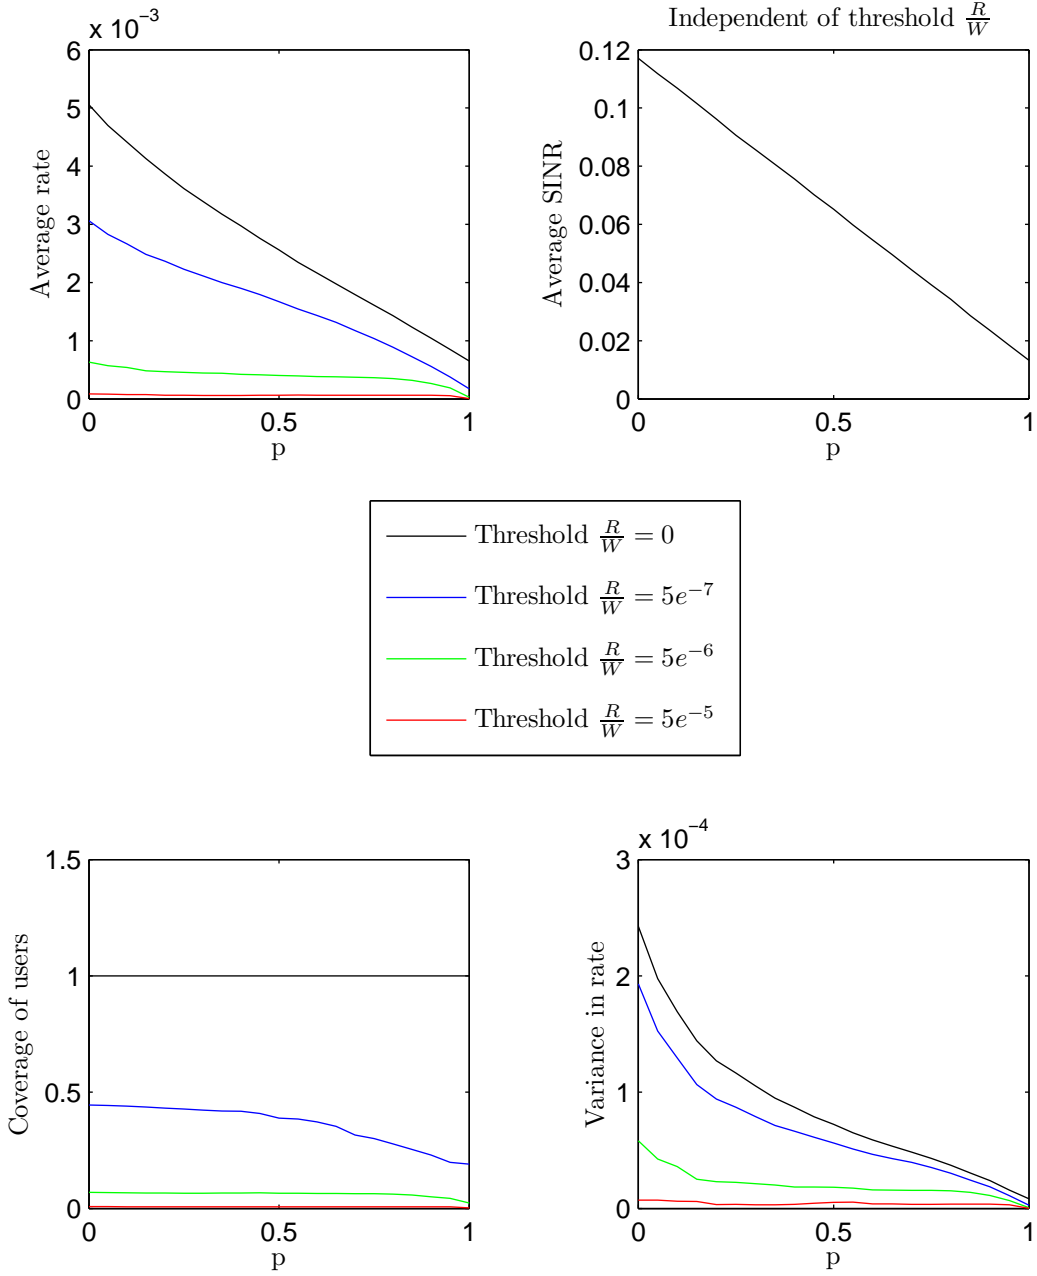 x 10⁻³
6
5
4
3
2
1
0
0 0.5 1
p
Average rate
Independent of threshold R/W
0.12
0.1
0.08
0.06
0.04
0.02
0
0 0.5 1
p
Average SINR
Threshold R/W = 0
Threshold R/W = 5e⁻⁷
Threshold R/W = 5e⁻⁶
Threshold R/W = 5e⁻⁵
1.5
1
0.5
0
0 0.5 1
p
Coverage of users
x 10⁻⁴
3
2
1
0
0 0.5 1
p
Variance in rate